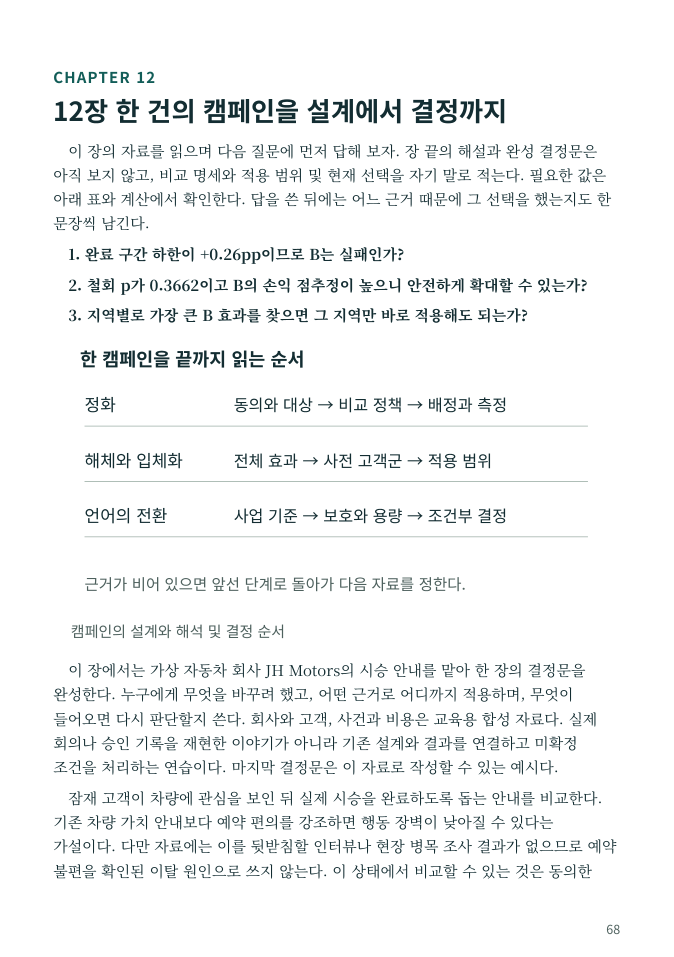 CHAPTER 12
12장 한 건의 캠페인을 설계에서 결정까지
이 장의 자료를 읽으며 다음 질문에 먼저 답해 보자. 장 끝의 해설과 완성 결정문은
아직 보지 않고, 비교 명세와 적용 범위 및 현재 선택을 자기 말로 적는다. 필요한 값은
아래 표와 계산에서 확인한다. 답을 쓴 뒤에는 어느 근거 때문에 그 선택을 했는지도 한
문장씩 남긴다.
1. 완료 구간 하한이 +0.26pp이므로 B는 실패인가?
2. 철회 p가 0.3662이고 B의 손익 점추정이 높으니 안전하게 확대할 수 있는가?
3. 지역별로 가장 큰 B 효과를 찾으면 그 지역만 바로 적용해도 되는가?
한 캠페인을 끝까지 읽는 순서
정화 동의와 대상 → 비교 정책 → 배정과 측정
해체와 입체화 전체 효과 → 사전 고객군 → 적용 범위
언어의 전환 사업 기준 → 보호와 용량 → 조건부 결정
근거가 비어 있으면 앞선 단계로 돌아가 다음 자료를 정한다.
캠페인의 설계와 해석 및 결정 순서
이 장에서는 가상 자동차 회사 JH Motors의 시승 안내를 맡아 한 장의 결정문을
완성한다. 누구에게 무엇을 바꾸려 했고, 어떤 근거로 어디까지 적용하며, 무엇이
들어오면 다시 판단할지 쓴다. 회사와 고객, 사건과 비용은 교육용 합성 자료다. 실제
회의나 승인 기록을 재현한 이야기가 아니라 기존 설계와 결과를 연결하고 미확정
조건을 처리하는 연습이다. 마지막 결정문은 이 자료로 작성할 수 있는 예시다.
잠재 고객이 차량에 관심을 보인 뒤 실제 시승을 완료하도록 돕는 안내를 비교한다.
기존 차량 가치 안내보다 예약 편의를 강조하면 행동 장벽이 낮아질 수 있다는
가설이다. 다만 자료에는 이를 뒷받침할 인터뷰나 현장 병목 조사 결과가 없으므로 예약
불편을 확인된 이탈 원인으로 쓰지 않는다. 이 상태에서 비교할 수 있는 것은 동의한
68